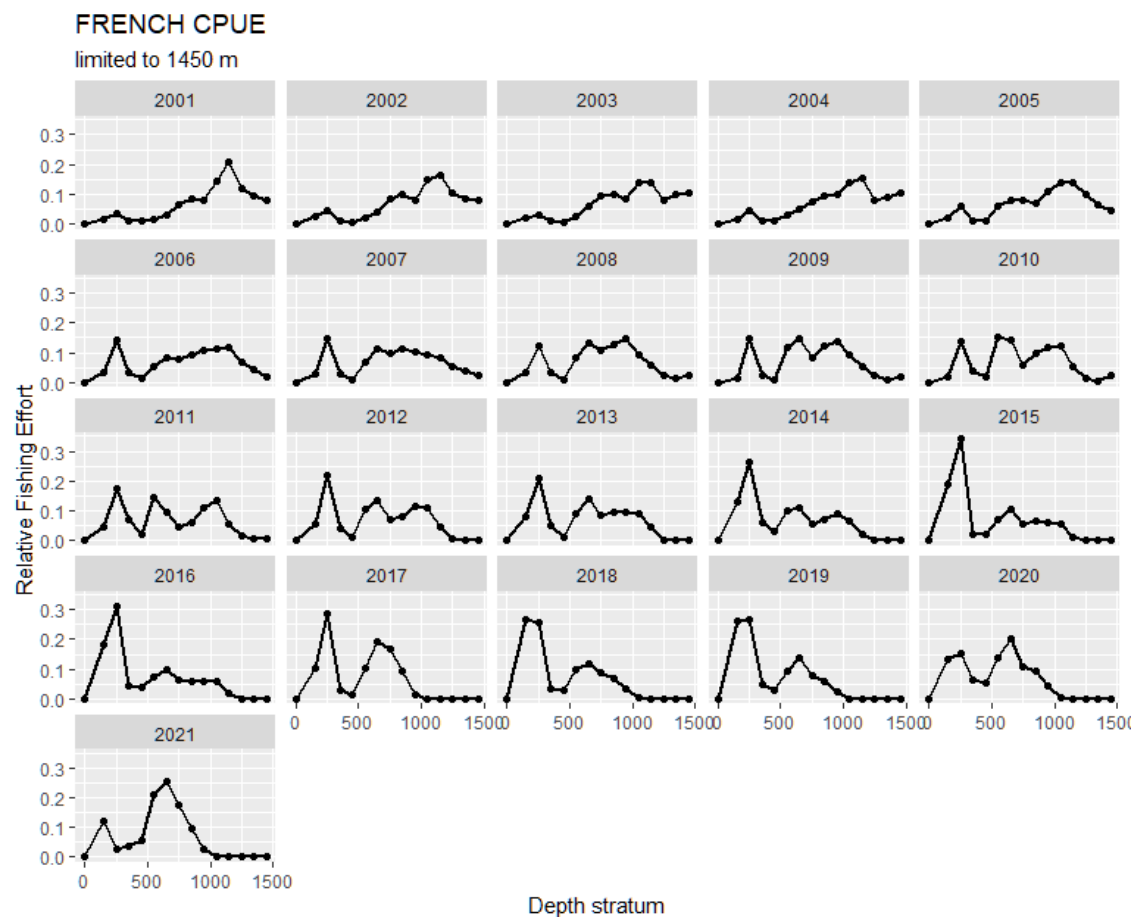 FRENCH CPUE
limited to 1450 m
2001 2002 2003 2004 2005
0.3
0.2
0.1
0.0
2006 2007 2008 2009 2010
0.3
0.2
0.1
0.0
2011 2012 2013 2014 2015
0.3
0.2
0.1
0.0
2016 2017 2018 2019 2020
0.3
0.2
0.1
0.0
0 500 1000 1500 0 500 1000 1500 0 500 1000 1500 0 500 1000 1500
2021
0.3
0.2
0.1
0.0
0 500 1000 1500
Relative Fishing Effort
Depth stratum